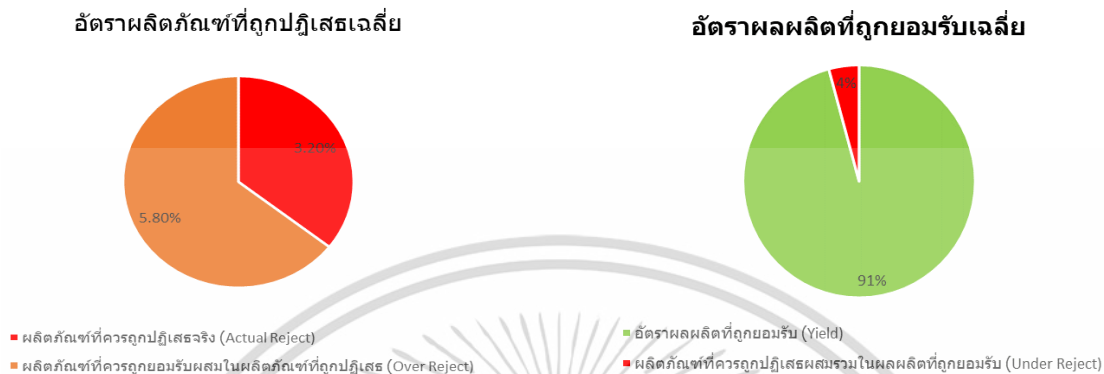 อัตราผลิตภัณฑ์ที่ถูกปฏิเสธเฉลี่ย
3.20%
5.80%
ผลิตภัณฑ์ที่ควรถูกปฏิเสธจริง (Actual Reject)
ผลิตภัณฑ์ที่ควรถูกยอมรับผสมในผลิตภัณฑ์ที่ถูกปฏิเสธ (Over Reject)
อัตราผลผลิตที่ถูกยอมรับเฉลี่ย
4%
91%
อัตราผลผลิตที่ถูกยอมรับ (Yield)
ผลิตภัณฑ์ที่ควรถูกปฏิเสธผสมรวมในผลผลิตที่ถูกยอมรับ (Under Reject)